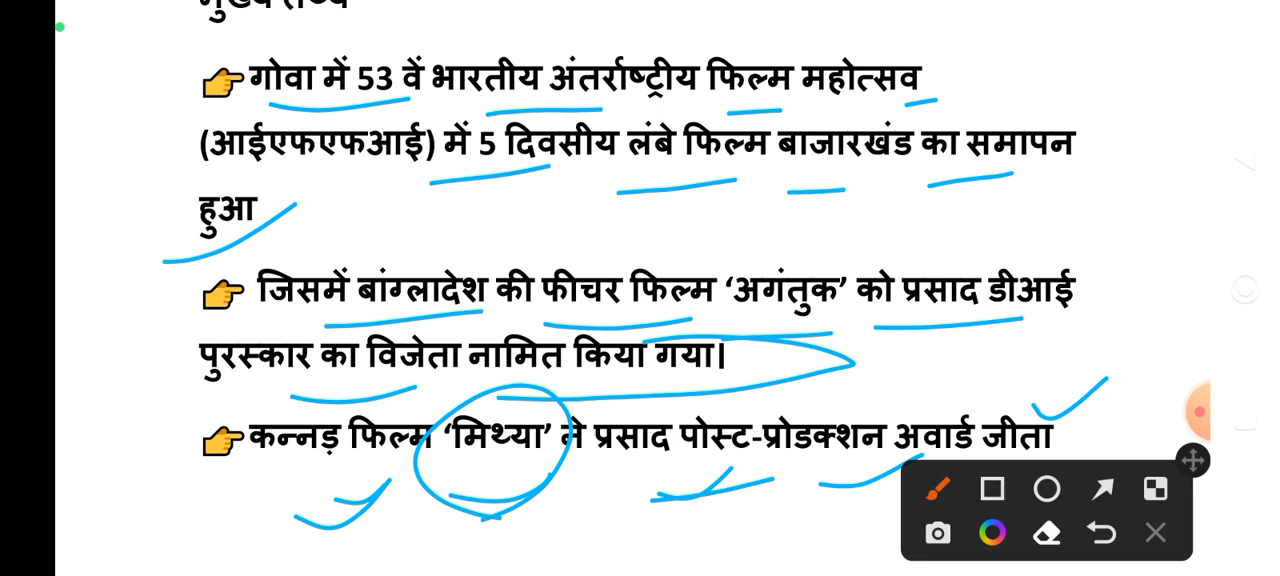 मुख्य तथ्य
👉गोवा में 53 वें भारतीय अंतर्राष्ट्रीय फिल्म महोत्सव
(आईएफएफआई) में 5 दिवसीय लंबे फिल्म बाजारखंड का समापन
हुआ
👉 जिसमें बांग्लादेश की फीचर फिल्म ‘अगंतुक’ को प्रसाद डीआई
पुरस्कार का विजेता नामित किया गया।
👉कन्नड़ फिल्म ‘मिथ्या’ ने प्रसाद पोस्ट-प्रोडक्शन अवार्ड जीता